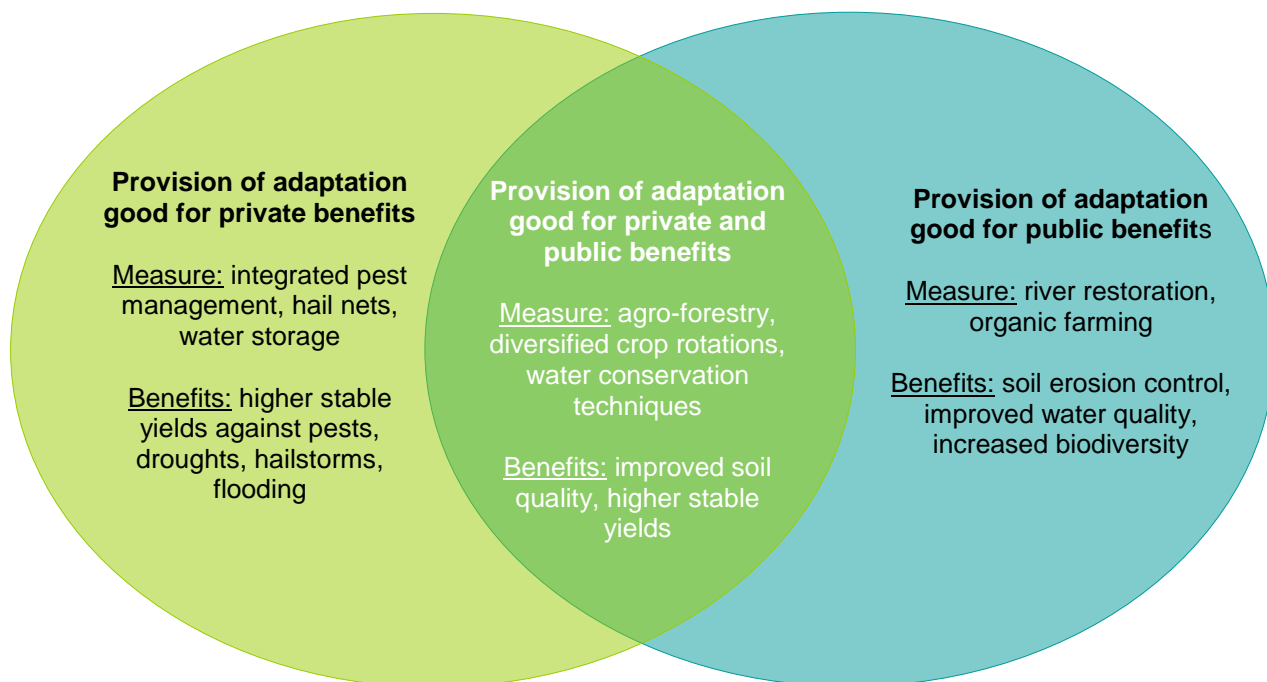 Provision of adaptation
good for private benefits
Measure: integrated pest
management, hail nets,
water storage
Benefits: higher stable
yields against pests,
droughts, hailstorms,
flooding
Provision of adaptation
good for private and
public benefits
Measure: agro-forestry,
diversified crop rotations,
water conservation
techniques
Benefits: improved soil
quality, higher stable
yields
Provision of adaptation
good for public benefits
Measure: river restoration,
organic farming
Benefits: soil erosion control,
improved water quality,
increased biodiversity